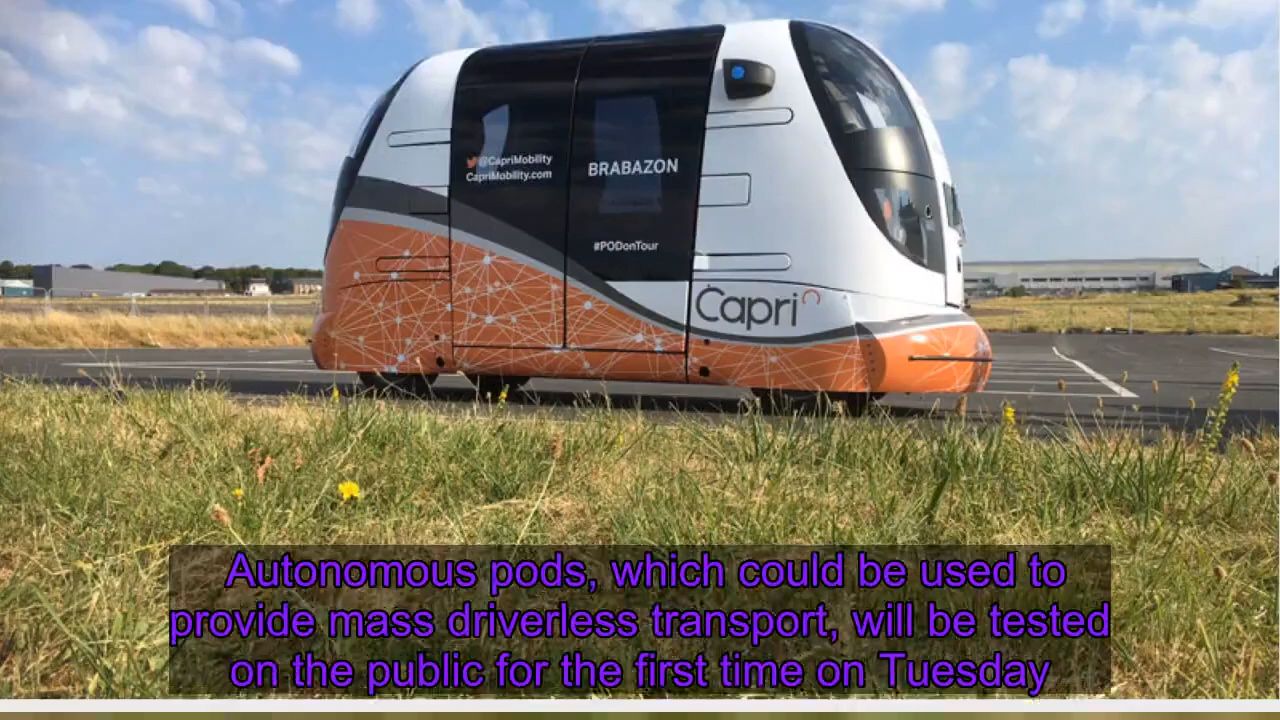 @CapriMobility
CapriMobility.com
BRABAZON
#PODonTour
Capri
Autonomous pods, which could be used to
provide mass driverless transport, will be tested
on the public for the first time on Tuesday